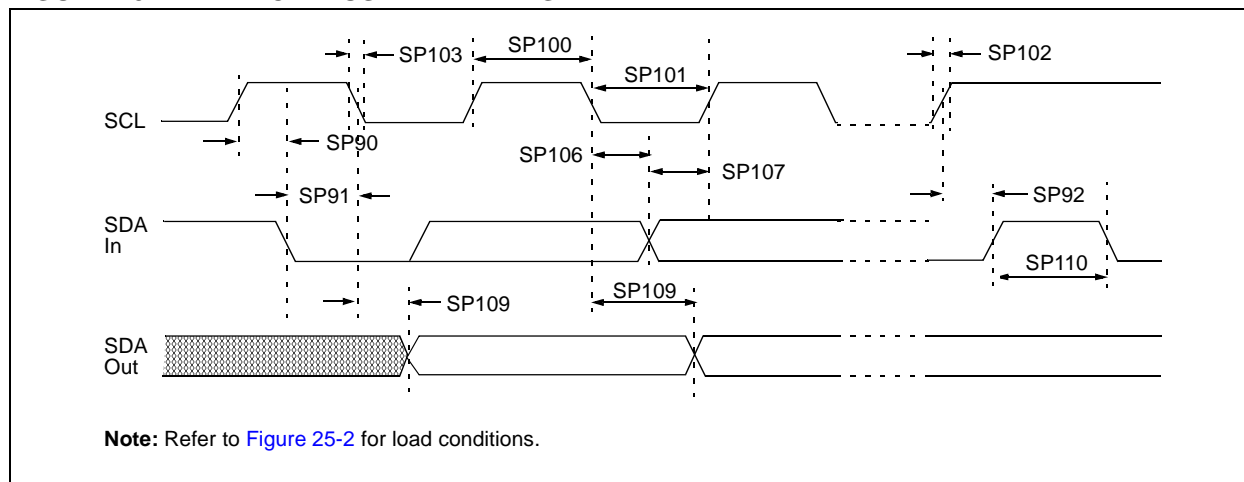 SP103
SP100
SP101
SP102
SCL
SP90
SP106
SP107
SP91
SP92
SDA
In
SP110
SP109
SP109
SDA
Out
Note: Refer to Figure 25-2 for load conditions.